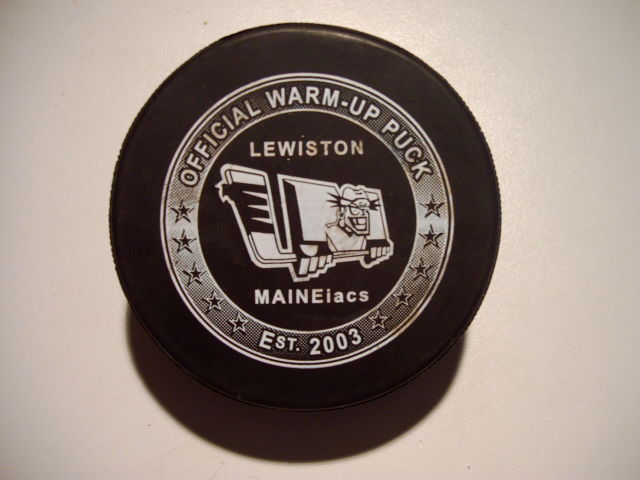 OFFICIAL WARM-UP PUCK
LEWISTON
MAINEiacs
EST. 2003